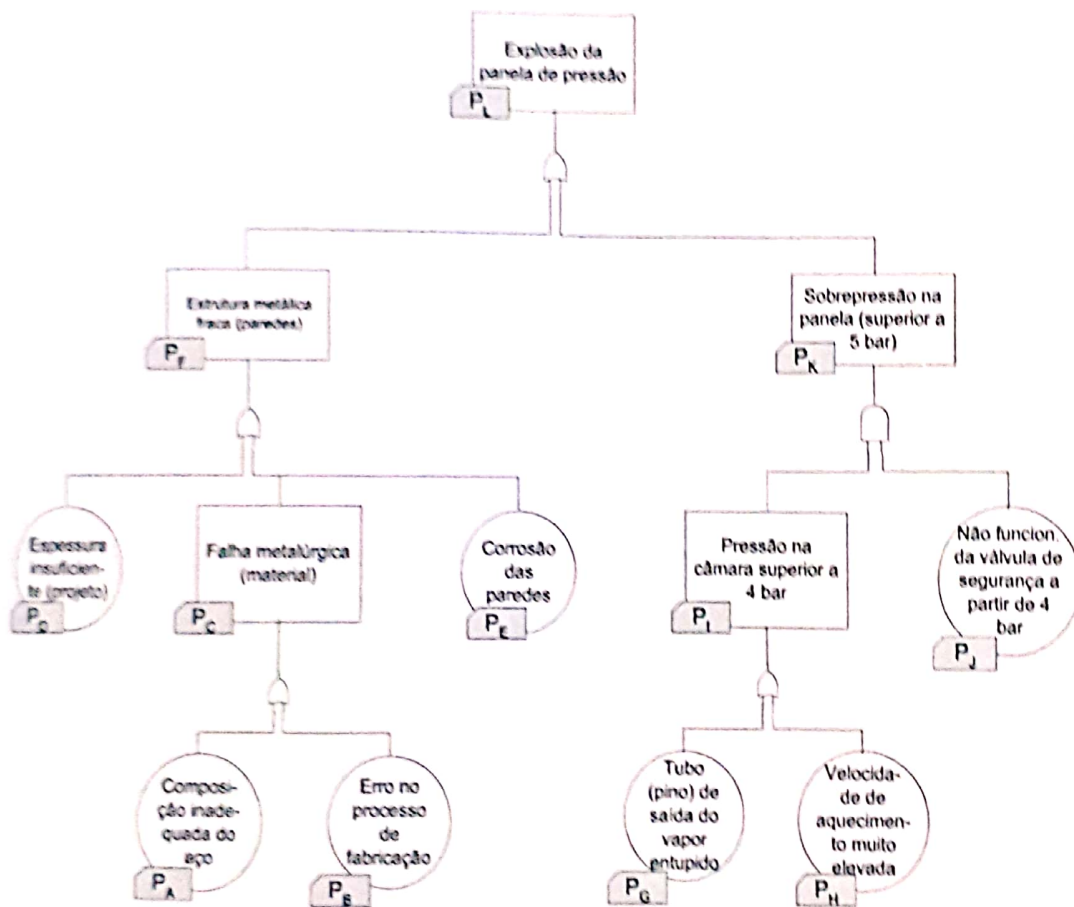 Explosão da
panela de pressão
P_L
Estrutura metálica
fraca (paredes)
P_F
Sobrepressão na
panela (superior a
5 bar)
P_K
Espessura
insuficien-
te (projeto)
P_D
Falha metalúrgica
(material)
P_C
Corrosão
das
paredes
P_E
Pressão na
câmara superior a
4 bar
P_I
Não funcion.
da válvula de
segurança a
partir de 4
bar
P_J
Composi-
ção inade-
quada do
aço
P_A
Erro no
processo
de
fabricação
P_B
Tubo
(pino) de
saída do
vapor
entupido
P_G
Velocida-
de de
aquecimen-
to muito
elevada
P_H